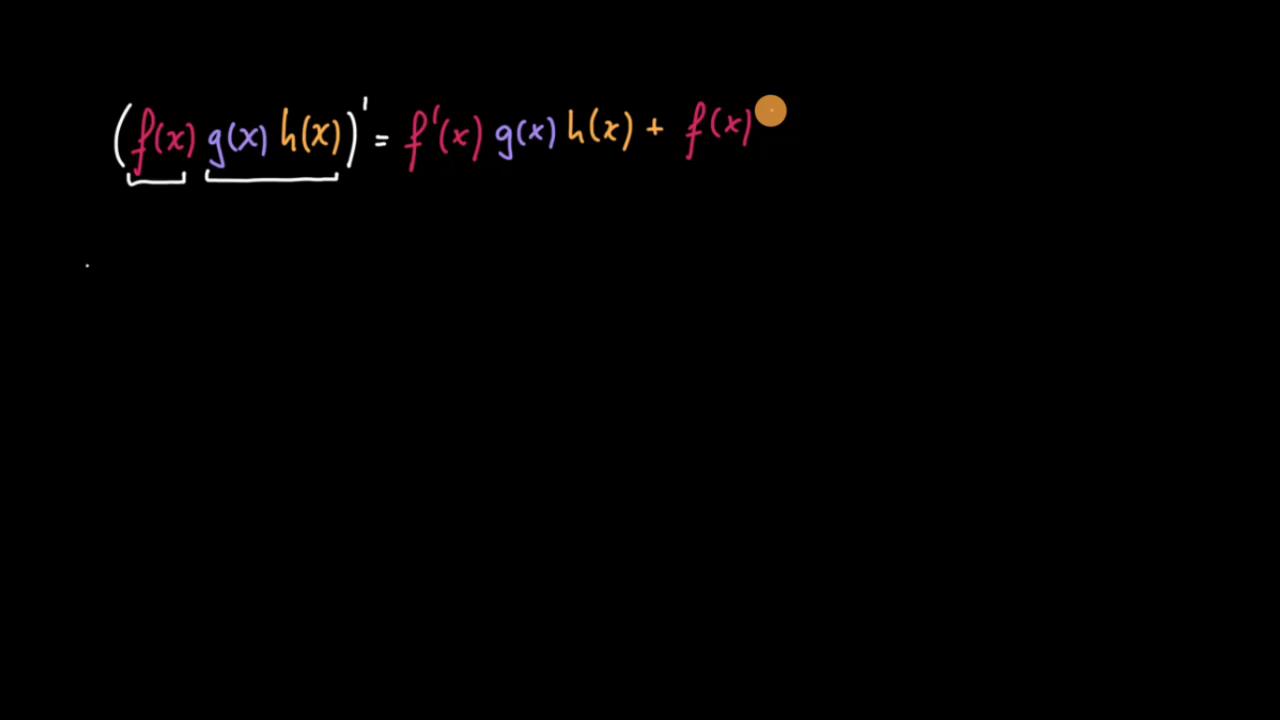 (f(x) g(x) h(x))' = f'(x) g(x) h(x) + f(x)